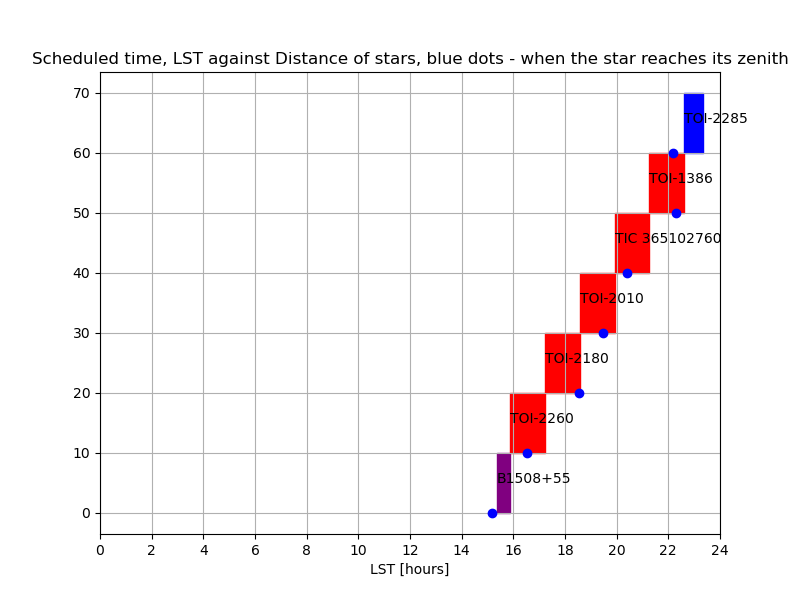 Scheduled time, LST against Distance of stars, blue dots - when the star reaches its zenith
70
TOI-2285
60
TOI-1386
50
TIC 365102760
40
TOI-2010
30
TOI-2180
20
TOI-2260
10
B1508+55
0
0 2 4 6 8 10 12 14 16 18 20 22 24
LST [hours]